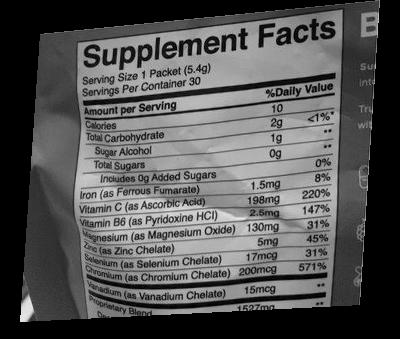 Supplement Facts
Serving Size 1 Packet (5.4g)
Servings Per Container 30
Amount per Serving %Daily Value
Calories 10
Total Carbohydrate 2g <1%*
Sugar Alcohol 1g **
Total Sugars 0g **
Includes 0g Added Sugars 0%
Iron (as Ferrous Fumarate) 1.5mg 8%
Vitamin C (as Ascorbic Acid) 198mg 220%
Vitamin B6 (as Pyridoxine HCl) 2.5mg 147%
Magnesium (as Magnesium Oxide) 130mg 31%
Zinc (as Zinc Chelate) 5mg 45%
Selenium (as Selenium Chelate) 17mcg 31%
Chromium (as Chromium Chelate) 200mcg 571%
Vanadium (as Vanadium Chelate) 15mcg **
Proprietary Blend 1527mg **
B
Su
int
Tru
wit